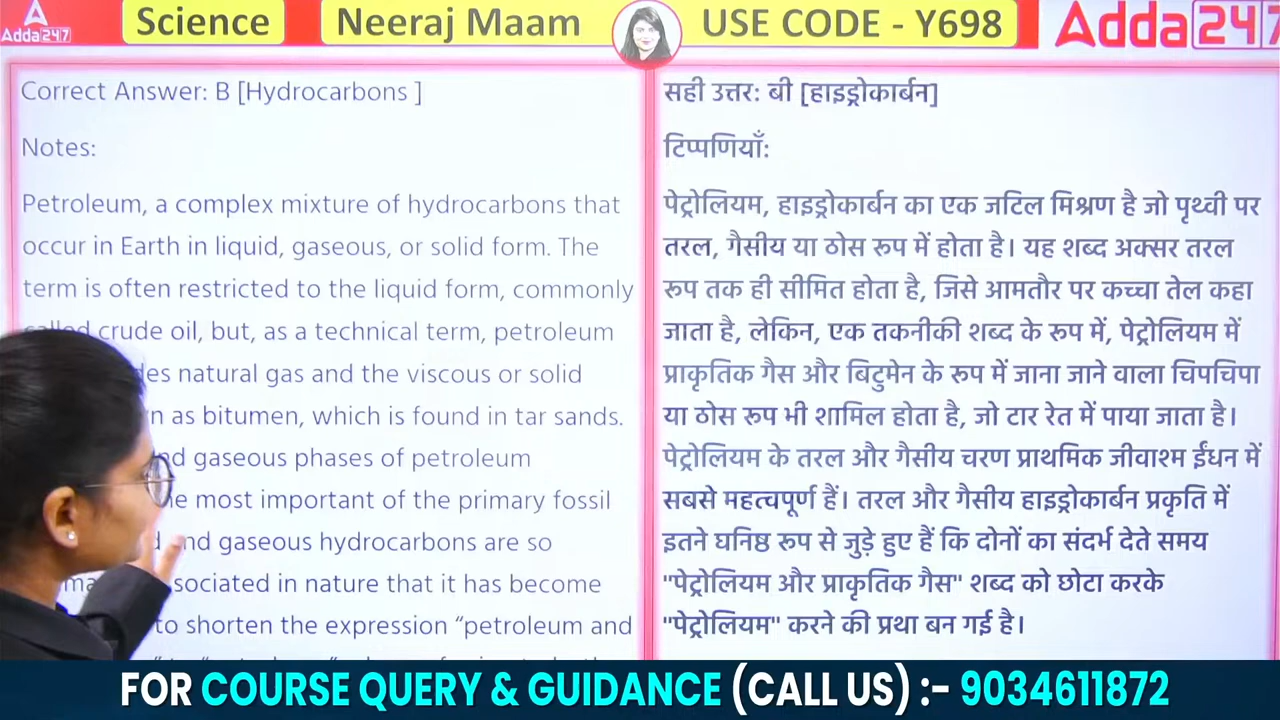 Adda247
Science
Neeraj Maam
USE CODE - Y698
Adda247
Correct Answer: B [Hydrocarbons ]
Notes:
Petroleum, a complex mixture of hydrocarbons that
occur in Earth in liquid, gaseous, or solid form. The
term is often restricted to the liquid form, commonly
called crude oil, but, as a technical term, petroleum
natural gas and the viscous or solid
as bitumen, which is found in tar sands.
gaseous phases of petroleum
most important of the primary fossil
gaseous hydrocarbons are so
in nature that it has become
to shorten the expression “petroleum and
सही उत्तर: बी [हाइड्रोकार्बन]
टिप्पणियाँ:
पेट्रोलियम, हाइड्रोकार्बन का एक जटिल मिश्रण है जो पृथ्वी पर
तरल, गैसीय या ठोस रूप में होता है। यह शब्द अक्सर तरल
रूप तक ही सीमित होता है, जिसे आमतौर पर कच्चा तेल कहा
जाता है, लेकिन, एक तकनीकी शब्द के रूप में, पेट्रोलियम में
प्राकृतिक गैस और बिटुमेन के रूप में जाना जाने वाला चिपचिपा
या ठोस रूप भी शामिल होता है, जो टार रेत में पाया जाता है।
पेट्रोलियम के तरल और गैसीय चरण प्राथमिक जीवाश्म ईंधन में
सबसे महत्वपूर्ण हैं। तरल और गैसीय हाइड्रोकार्बन प्रकृति में
इतने घनिष्ठ रूप से जुड़े हुए हैं कि दोनों का संदर्भ देते समय
"पेट्रोलियम और प्राकृतिक गैस" शब्द को छोटा करके
"पेट्रोलियम" करने की प्रथा बन गई है।
FOR COURSE QUERY & GUIDANCE (CALL US) :- 9034611872